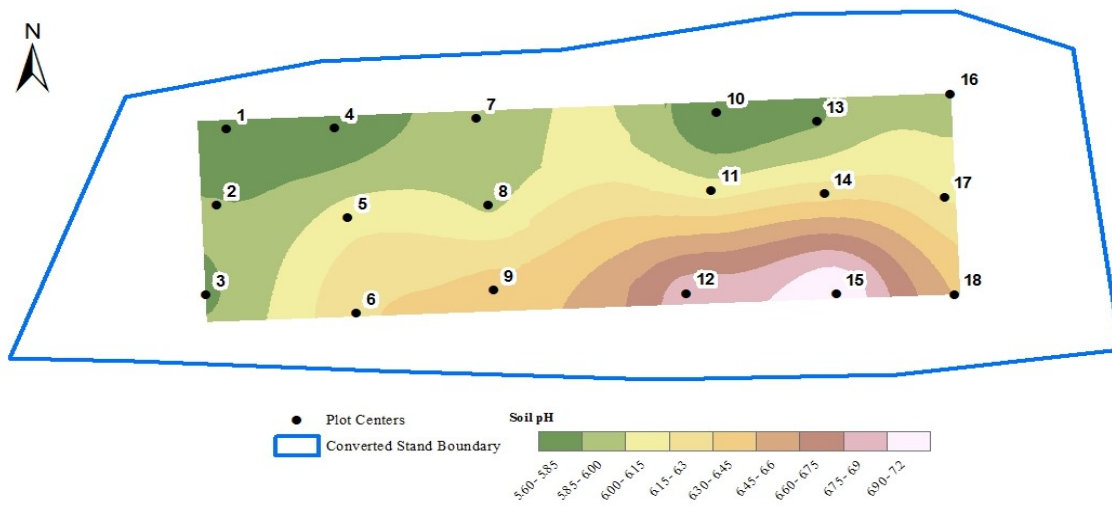 N
16
7
10
13
1
4
2
5
8
11
14
17
3
6
9
12
15
18
Plot Centers
Converted Stand Boundary
Soil pH
5.60 - 5.85
5.85 - 6.00
6.00 - 6.15
6.15 - 6.3
6.30 - 6.45
6.45 - 6.6
6.60 - 6.75
6.75 - 6.9
6.90 - 7.2